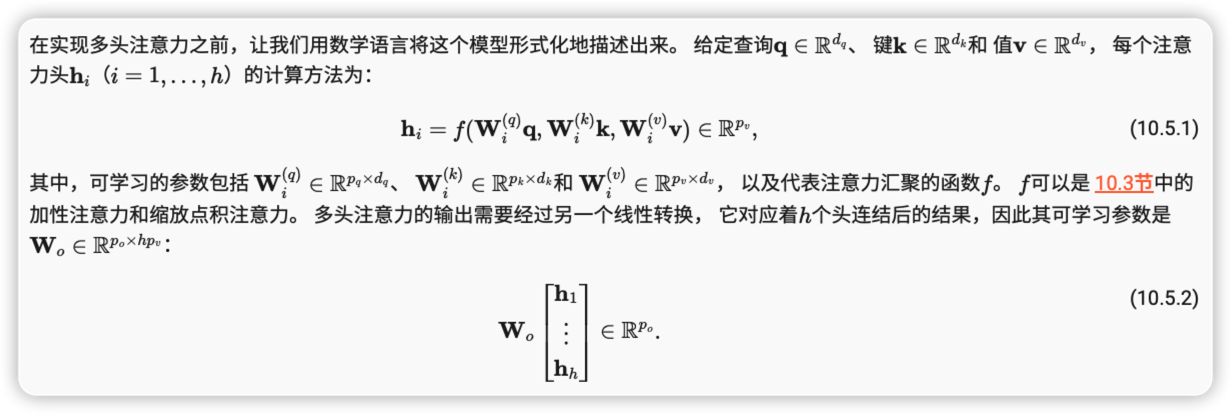 在实现多头注意力之前，让我们用数学语言将这个模型形式化地描述出来。 给定查询$\mathbf{q} \in \mathbb{R}^{d_q}$、 键$\mathbf{k} \in \mathbb{R}^{d_k}$和 值$\mathbf{v} \in \mathbb{R}^{d_v}$， 每个注意
力头$\mathbf{h}_i$（$i = 1, \ldots, h$）的计算方法为：
$\mathbf{h}_i = f(\mathbf{W}_i^{(q)}\mathbf{q}, \mathbf{W}_i^{(k)}\mathbf{k}, \mathbf{W}_i^{(v)}\mathbf{v}) \in \mathbb{R}^{p_v},$ (10.5.1)
其中，可学习的参数包括 $\mathbf{W}_i^{(q)} \in \mathbb{R}^{p_q \times d_q}$、 $\mathbf{W}_i^{(k)} \in \mathbb{R}^{p_k \times d_k}$和 $\mathbf{W}_i^{(v)} \in \mathbb{R}^{p_v \times d_v}$， 以及代表注意力汇聚的函数$f$。 $f$可以是 10.3节中的
加性注意力和缩放点积注意力。 多头注意力的输出需要经过另一个线性转换， 它对应着$h$个头连结后的结果，因此其可学习参数是
$\mathbf{W}_o \in \mathbb{R}^{p_o \times h p_v}$：
$\mathbf{W}_o \begin{bmatrix} \mathbf{h}_1 \\ \vdots \\ \mathbf{h}_h \end{bmatrix} \in \mathbb{R}^{p_o}.$ (10.5.2)